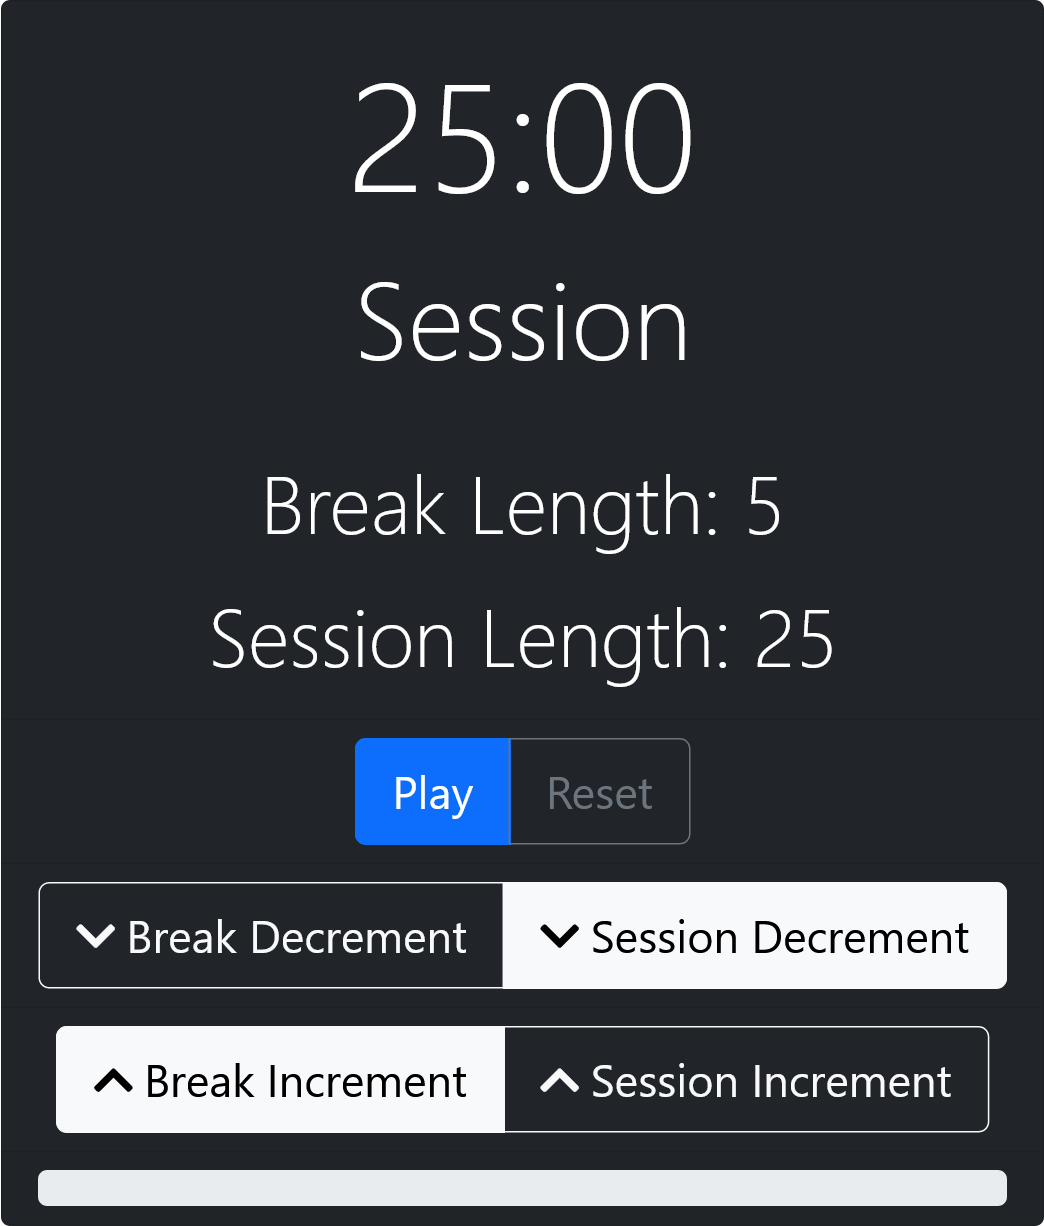 25:00
Session
Break Length: 5
Session Length: 25
Play Reset
Break Decrement Session Decrement
Break Increment Session Increment